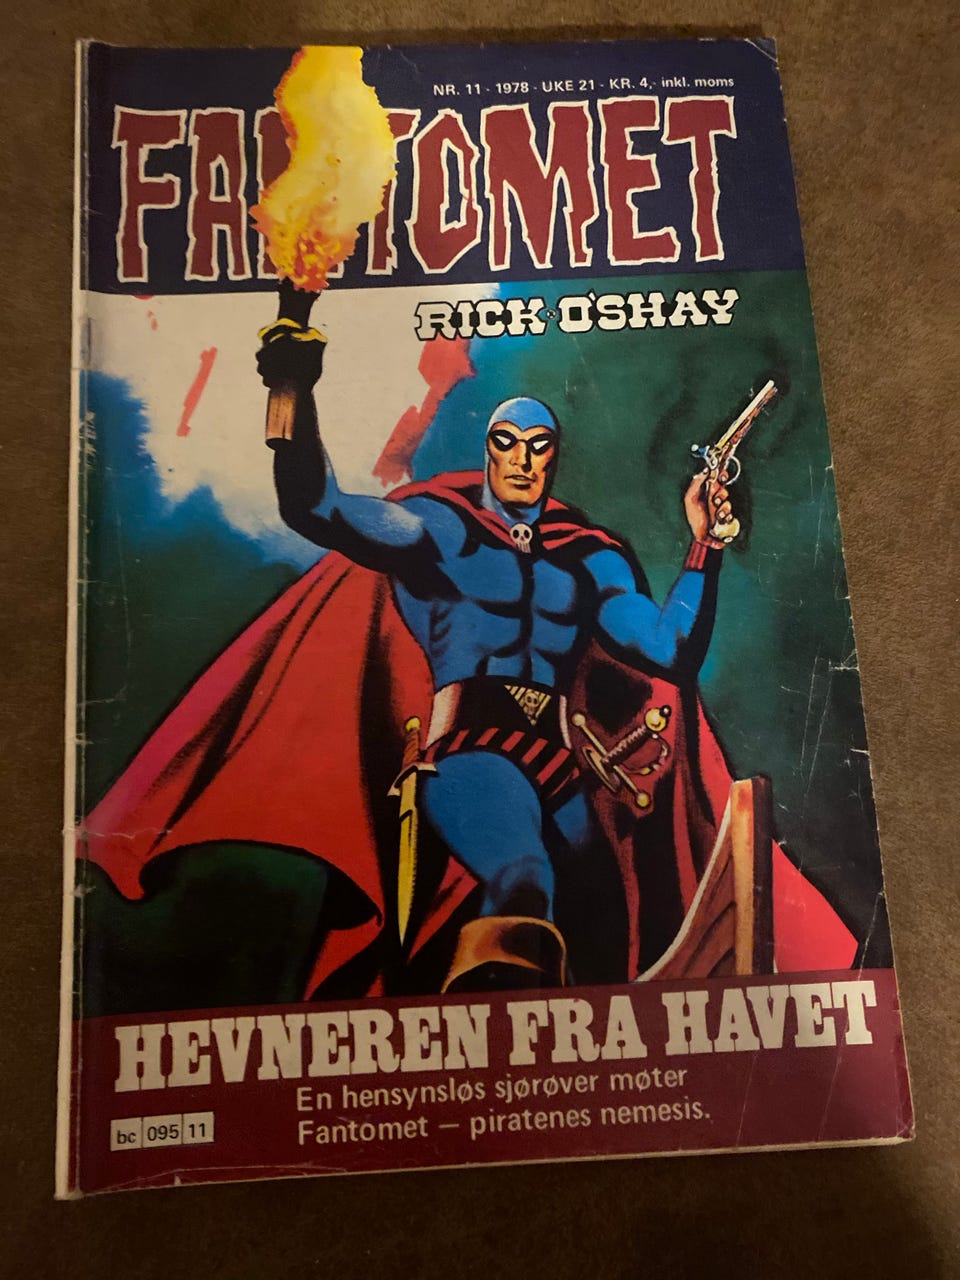 NR. 11 - 1978 - UKE 21 - KR. 4,- inkl. moms
FANTOMET
RICK O'SHAY
HEVNEREN FRA HAVET
En hensynsløs sjørøver møter
Fantomet – piratenes nemesis.
bc 095 11